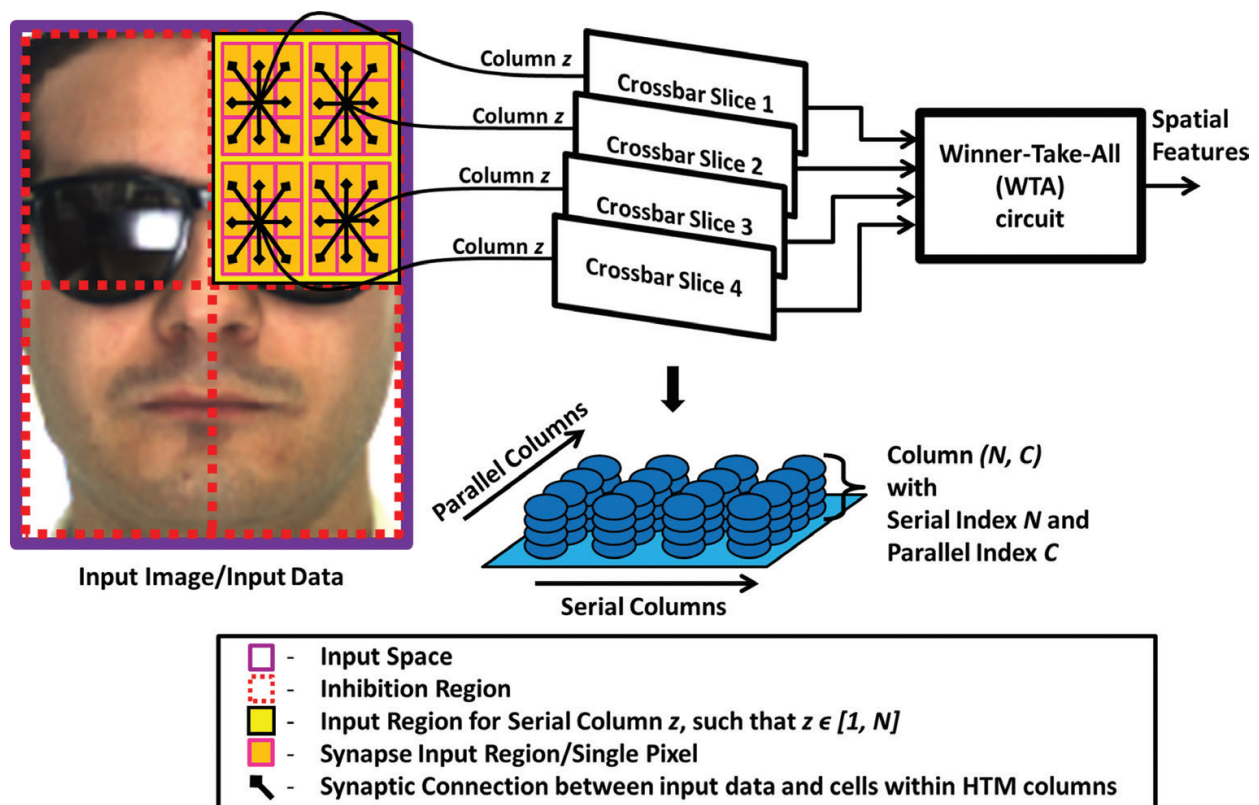 Column z
Column z
Column z
Column z
Crossbar Slice 1
Crossbar Slice 2
Crossbar Slice 3
Crossbar Slice 4
Winner-Take-All
(WTA)
circuit
Spatial
Features
Input Image/Input Data
Parallel Columns
Serial Columns
Column (N, C)
with
Serial Index N and
Parallel Index C
- Input Space
- Inhibition Region
- Input Region for Serial Column z, such that z ϵ [1, N]
- Synapse Input Region/Single Pixel
- Synaptic Connection between input data and cells within HTM columns